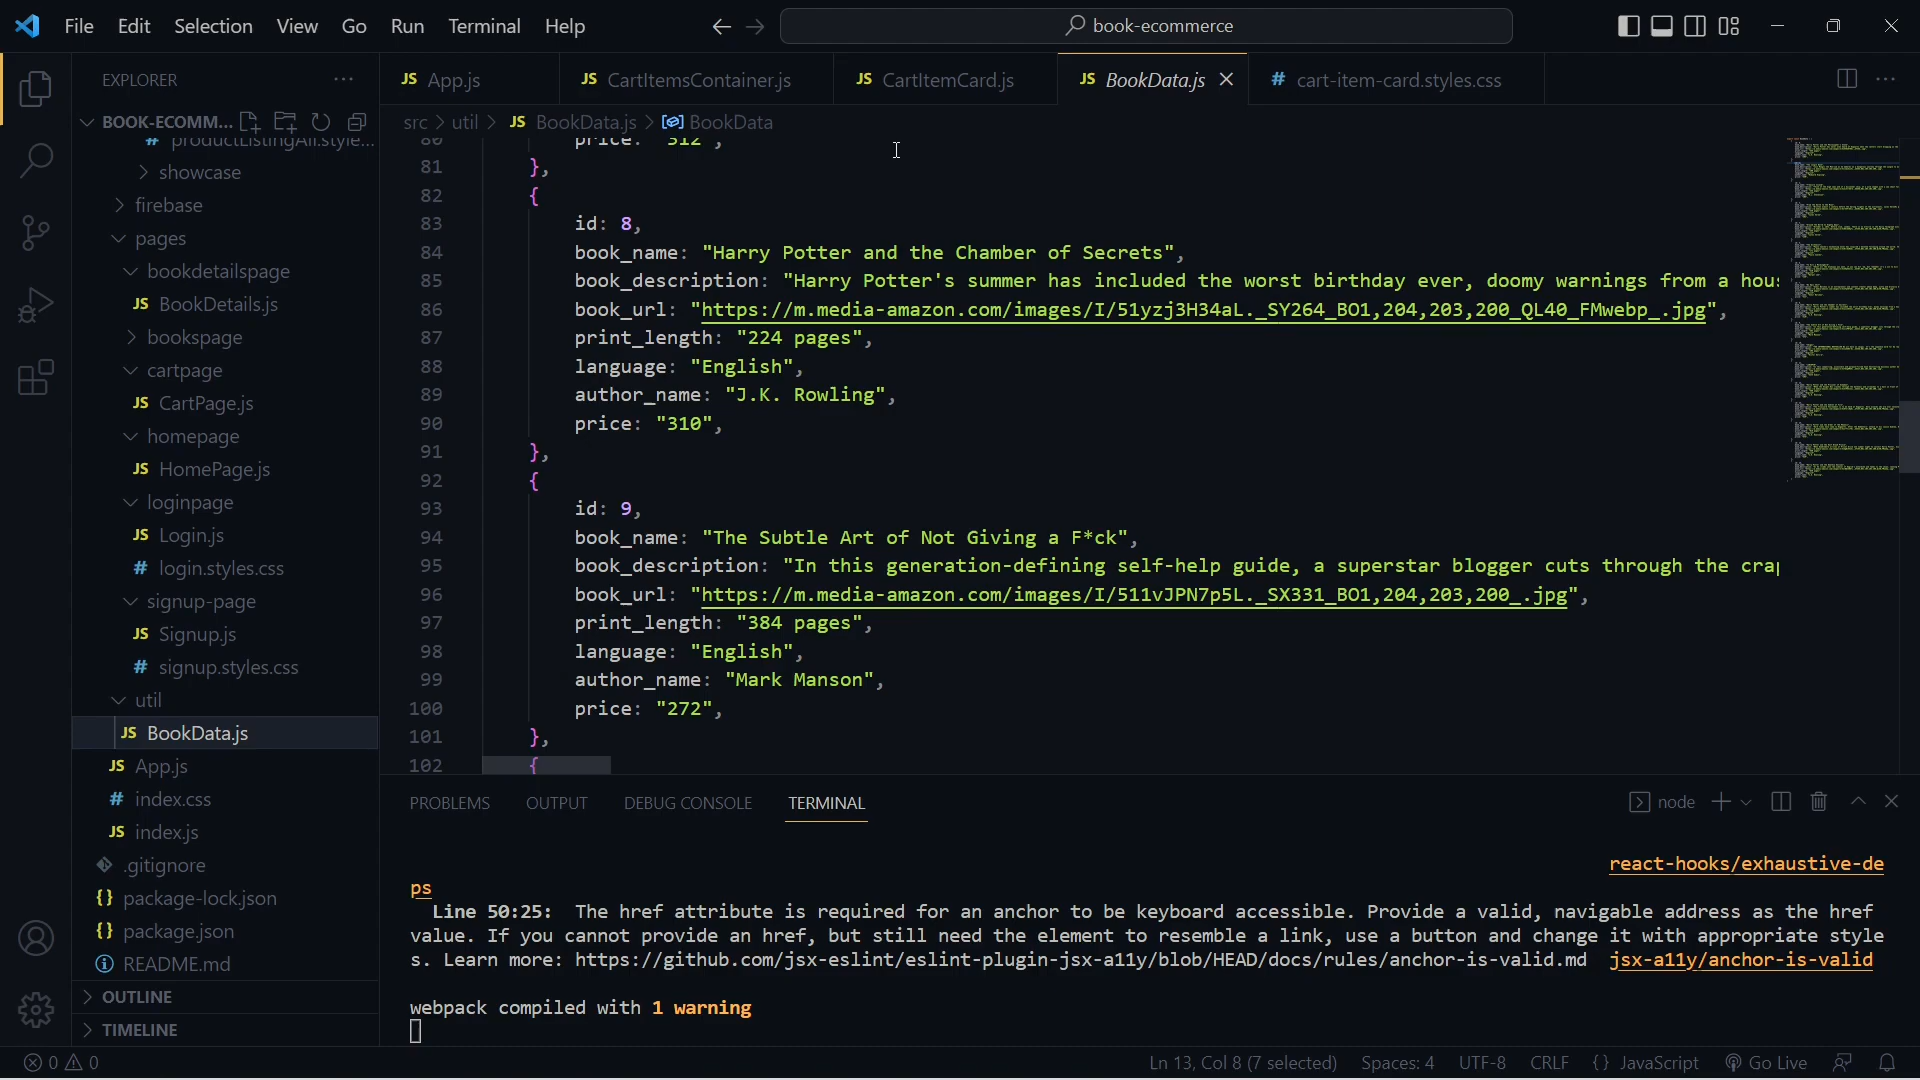 File Edit Selection View Go Run Terminal Help
book-ecommerce
EXPLORER
App.js
CartItemsContainer.js
CartItemCard.js
BookData.js
cart-item-card.styles.css
BOOK-ECOMM...
src > util > JS BookData.js > BookData
# productListingAll.style...
showcase
firebase
pages
bookdetailspage
JS BookDetails.js
bookspage
cartpage
JS CartPage.js
homepage
JS HomePage.js
loginpage
JS Login.js
# login.styles.css
signup-page
JS Signup.js
# signup.styles.css
util
JS BookData.js
JS App.js
# index.css
JS index.js
.gitignore
{} package-lock.json
{} package.json
README.md
OUTLINE
TIMELINE
80 price: "312",
81 },
82 {
83 id: 8,
84 book_name: "Harry Potter and the Chamber of Secrets",
85 book_description: "Harry Potter's summer has included the worst birthday ever, doomy warnings from a hou
86 book_url: "https://m.media-amazon.com/images/I/51yzj3H34aL._SY264_BO1,204,203,200_QL40_FMwebp_.jpg",
87 print_length: "224 pages",
88 language: "English",
89 author_name: "J.K. Rowling",
90 price: "310",
91 },
92 {
93 id: 9,
94 book_name: "The Subtle Art of Not Giving a F*ck",
95 book_description: "In this generation-defining self-help guide, a superstar blogger cuts through the cra
96 book_url: "https://m.media-amazon.com/images/I/511vJPN7p5L._SX331_BO1,204,203,200_.jpg",
97 print_length: "384 pages",
98 language: "English",
99 author_name: "Mark Manson",
100 price: "272",
101 },
102 {
PROBLEMS OUTPUT DEBUG CONSOLE TERMINAL
node
react-hooks/exhaustive-de
ps
Line 50:25: The href attribute is required for an anchor to be keyboard accessible. Provide a valid, navigable address as the href
value. If you cannot provide an href, but still need the element to resemble a link, use a button and change it with appropriate style
s. Learn more: https://github.com/jsx-eslint/eslint-plugin-jsx-a11y/blob/HEAD/docs/rules/anchor-is-valid.md jsx-a11y/anchor-is-valid
webpack compiled with 1 warning
0 0
Ln 13, Col 8 (7 selected) Spaces: 4 UTF-8 CRLF {} JavaScript Go Live